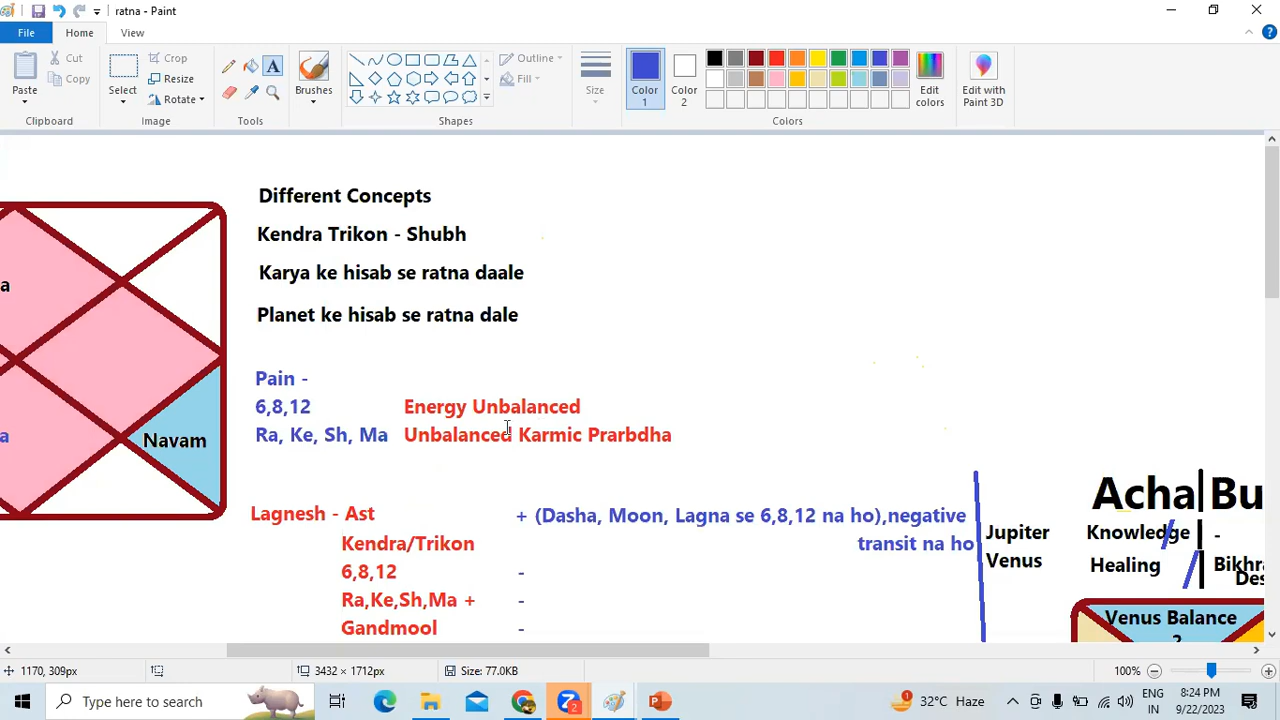 ratna - Paint
File
Home
View
Paste
Cut
Copy
Clipboard
Select
Crop
Resize
Rotate
Image
Tools
Brushes
Shapes
Outline
Fill
Size
Color 1
Color 2
Colors
Edit colors
Edit with Paint 3D
Different Concepts
Kendra Trikon - Shubh
Karya ke hisab se ratna daale
Planet ke hisab se ratna dale
a
Pain -
6,8,12 Energy Unbalanced
Ra, Ke, Sh, Ma Unbalanced Karmic Prarbdha
a
Navam
Lagnesh - Ast + (Dasha, Moon, Lagna se 6,8,12 na ho),negative
Kendra/Trikon transit na ho
6,8,12 -
Ra,Ke,Sh,Ma + -
Gandmool -
Acha Bu
Jupiter Knowledge -
Venus Healing Bikhr
Des
Venus Balance
2
1170, 309px
3432 × 1712px
Size: 77.0KB
100%
Type here to search
2
1
32°C Haze
ENG
IN
8:24 PM
9/22/2023